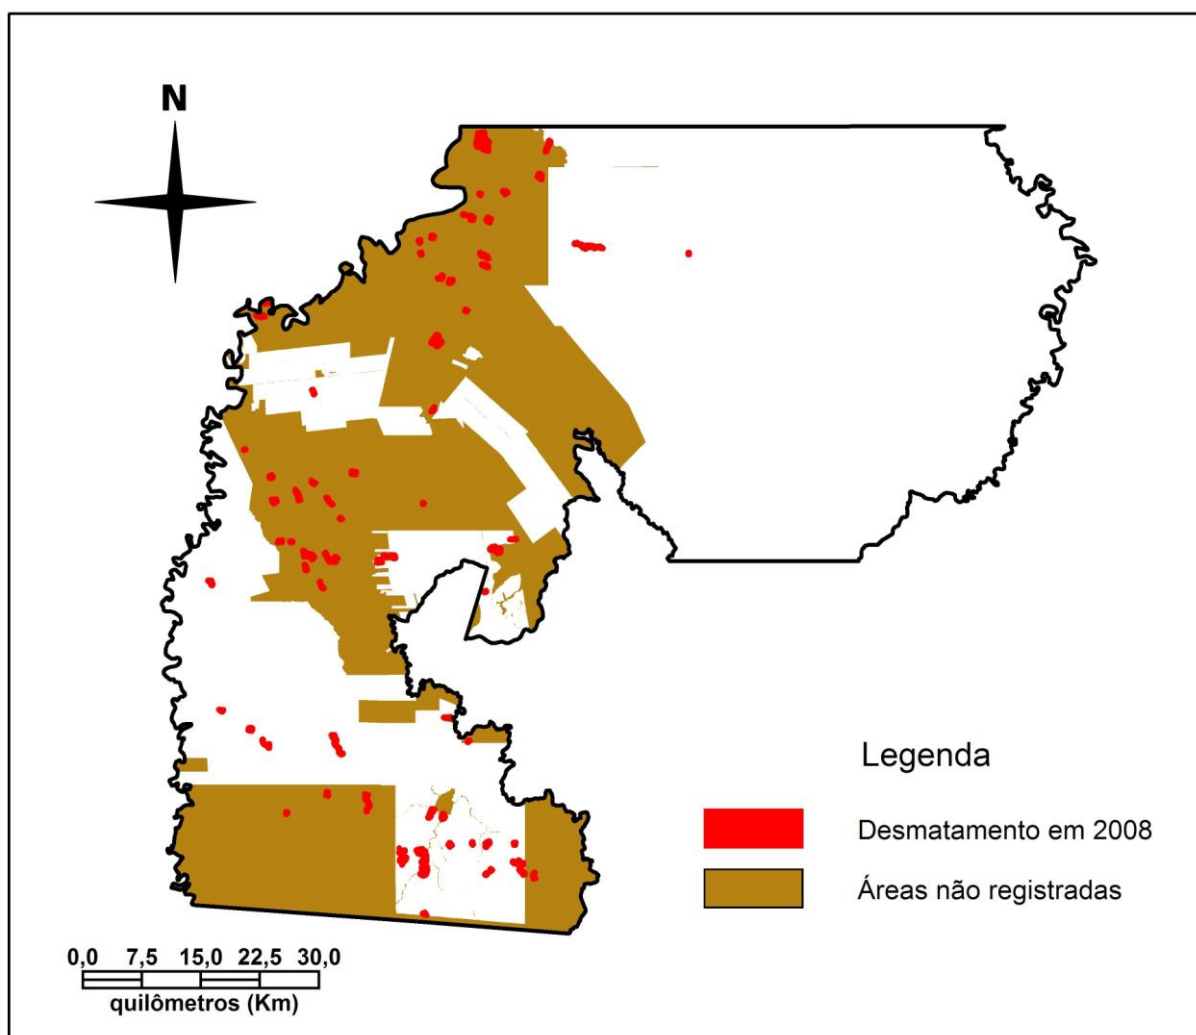 N
Legenda
Desmatamento em 2008
Áreas não registradas
0,0 7,5 15,0 22,5 30,0
quilômetros (Km)